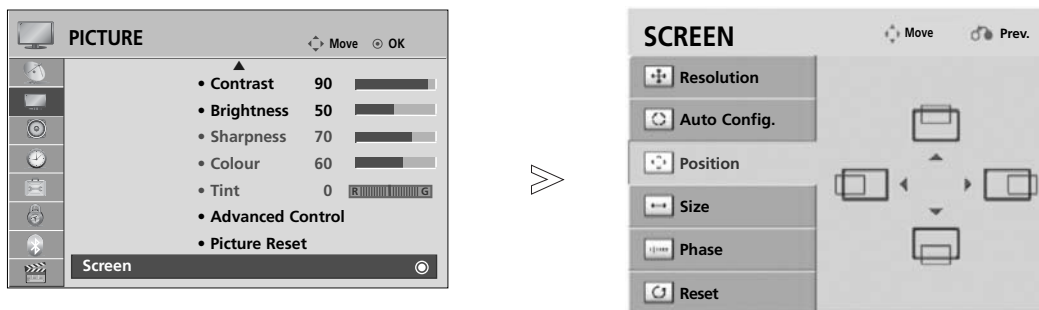 PICTURE
Move OK
• Contrast 90
• Brightness 50
• Sharpness 70
• Colour 60
• Tint 0 R G
• Advanced Control
• Picture Reset
Screen
SCREEN
Move Prev.
Resolution
Auto Config.
Position
Size
Phase
Reset